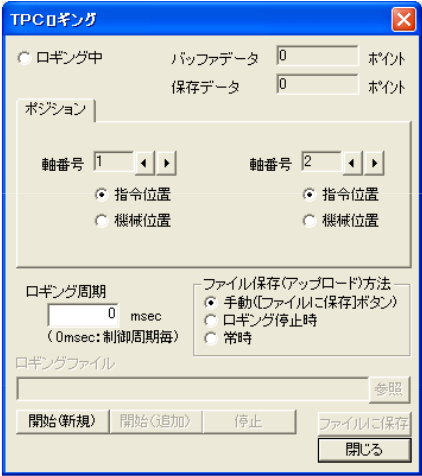 TPCロギング
ロギング中 バッファデータ 0 ポイント
保存データ 0 ポイント
ポジション
軸番号 1 軸番号 2
指令位置 指令位置
機械位置 機械位置
ロギング周期
0 msec
(0msec:制御周期毎)
ファイル保存(アップロード)方法
手動([ファイルに保存]ボタン)
ロギング停止時
常時
ロギングファイル
参照
開始(新規) 開始(追加) 停止 ファイルに保存
閉じる